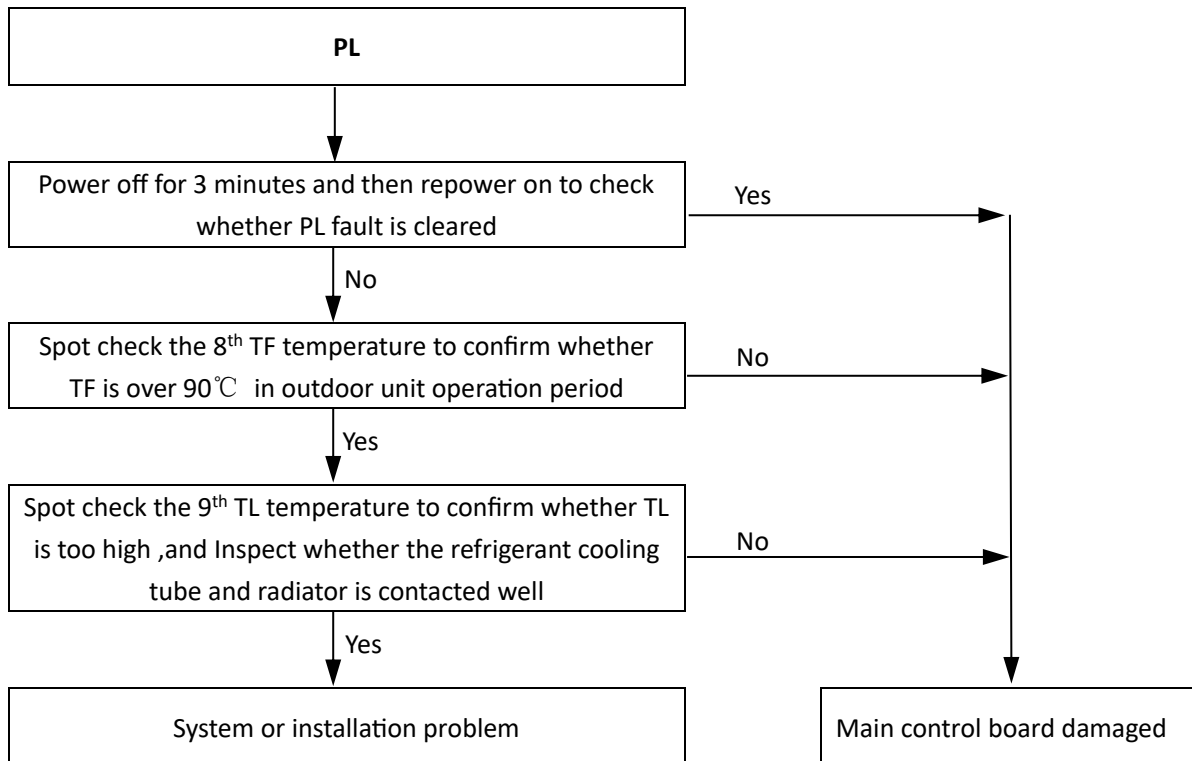 PL
Power off for 3 minutes and then repower on to check
whether PL fault is cleared
Yes
No
Spot check the 8th TF temperature to confirm whether
TF is over 90℃ in outdoor unit operation period
No
Yes
Spot check the 9th TL temperature to confirm whether TL
is too high ,and Inspect whether the refrigerant cooling
tube and radiator is contacted well
No
Yes
System or installation problem
Main control board damaged